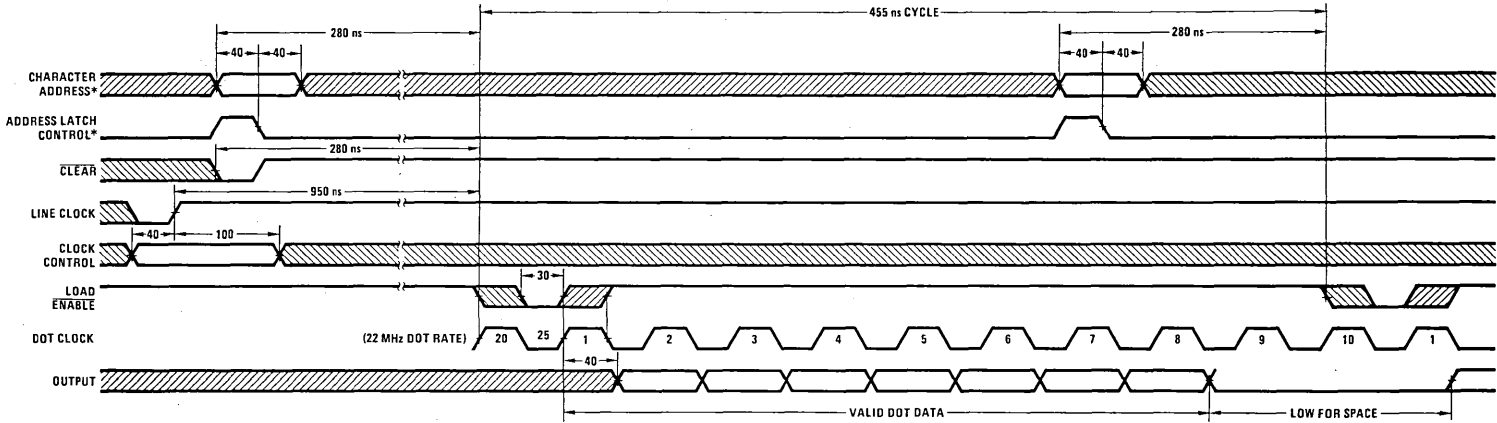 455 ns CYCLE
280 ns
280 ns
40 40
40 40
CHARACTER
ADDRESS*
ADDRESS LATCH
CONTROL*
280 ns
CLEAR
950 ns
LINE CLOCK
40 100
CLOCK
CONTROL
30
LOAD
ENABLE
DOT CLOCK (22 MHz DOT RATE) 20 25 1 2 3 4 5 6 7 8 9 10 1
40
OUTPUT
VALID DOT DATA LOW FOR SPACE